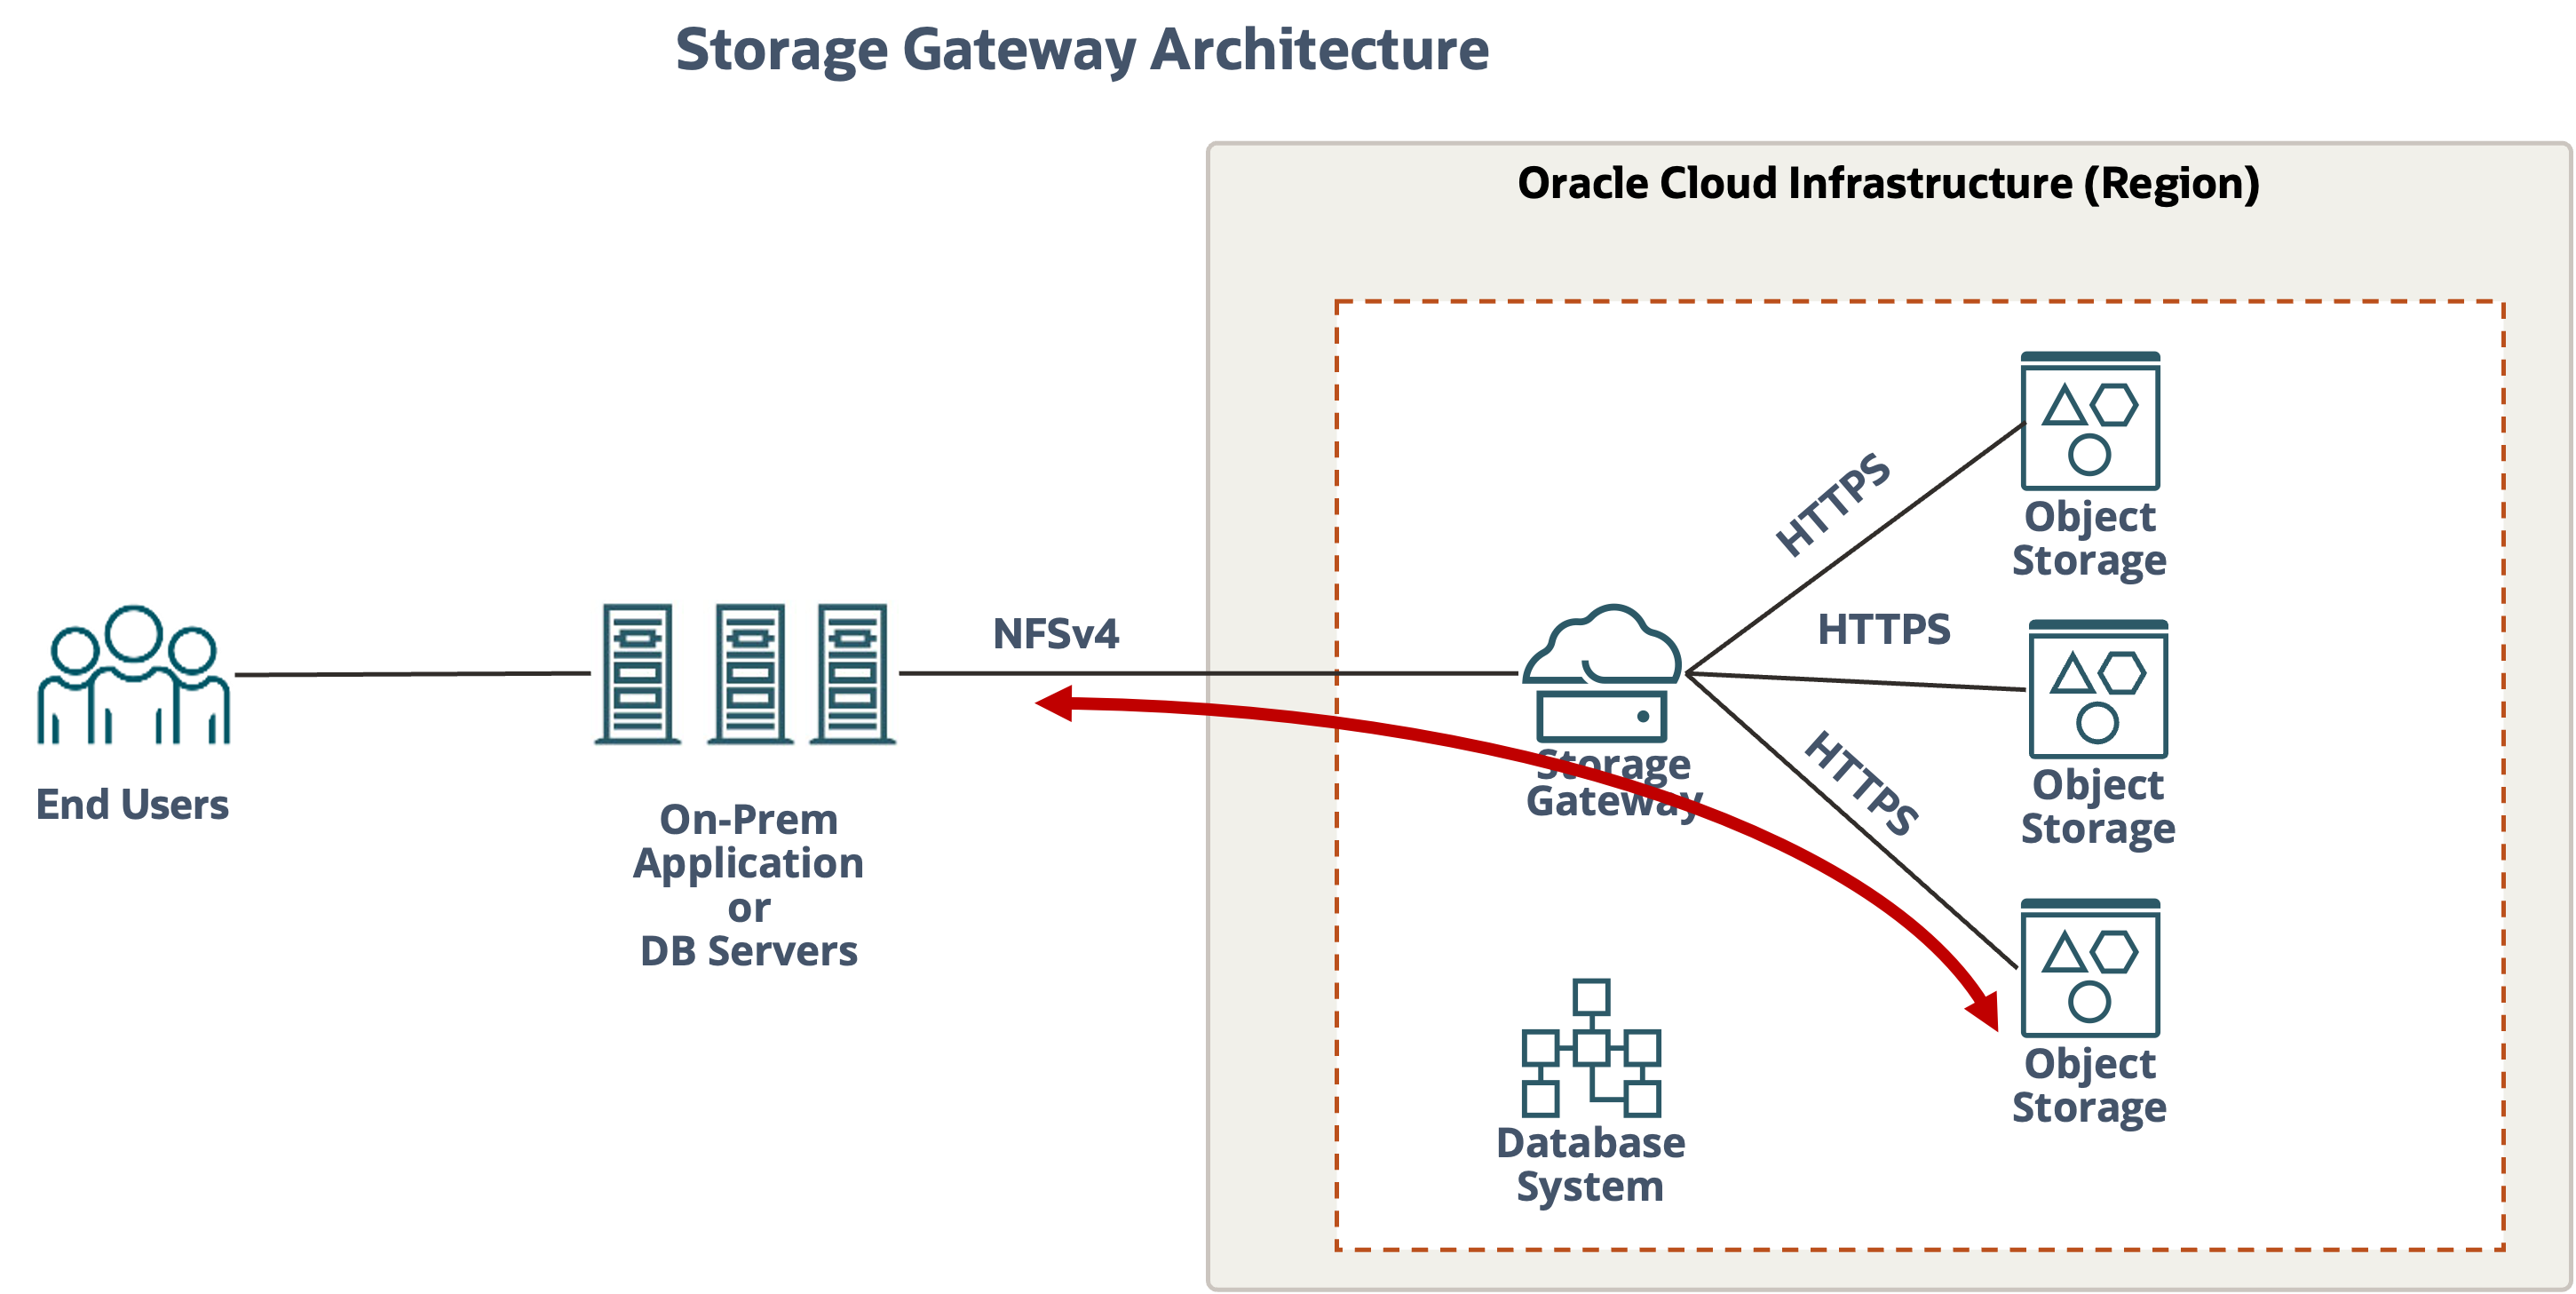 Storage Gateway Architecture
Oracle Cloud Infrastructure (Region)
HTTPS
Object
Storage
NFSv4
HTTPS
End Users
On-Prem
Application
or
DB Servers
Storage
Gateway
Object
Storage
HTTPS
Object
Storage
Database
System